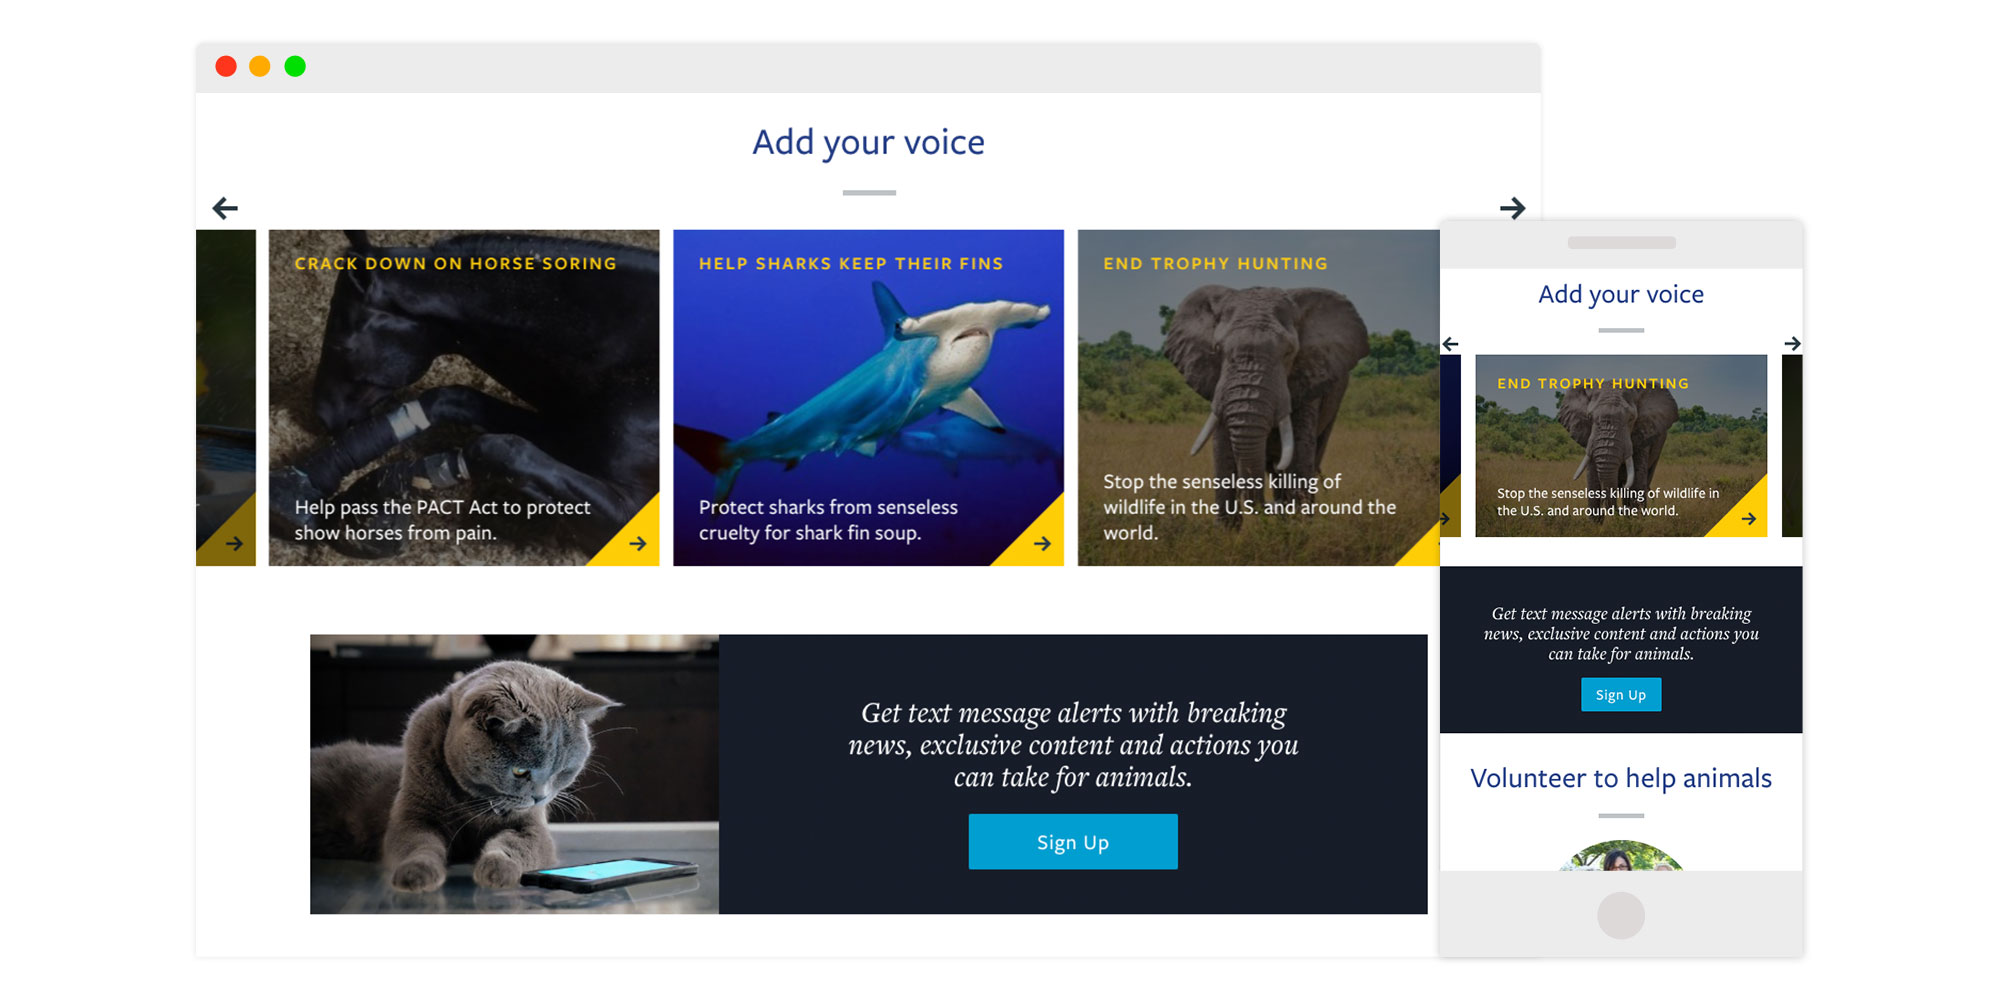 Add your voice
CRACK DOWN ON HORSE SORING
Help pass the PACT Act to protect
show horses from pain.
HELP SHARKS KEEP THEIR FINS
Protect sharks from senseless
cruelty for shark fin soup.
END TROPHY HUNTING
Stop the senseless killing of
wildlife in the U.S. and around the
world.
Get text message alerts with breaking
news, exclusive content and actions you
can take for animals.
Sign Up
Add your voice
END TROPHY HUNTING
Stop the senseless killing of wildlife in
the U.S. and around the world.
Get text message alerts with breaking
news, exclusive content and actions you
can take for animals.
Sign Up
Volunteer to help animals